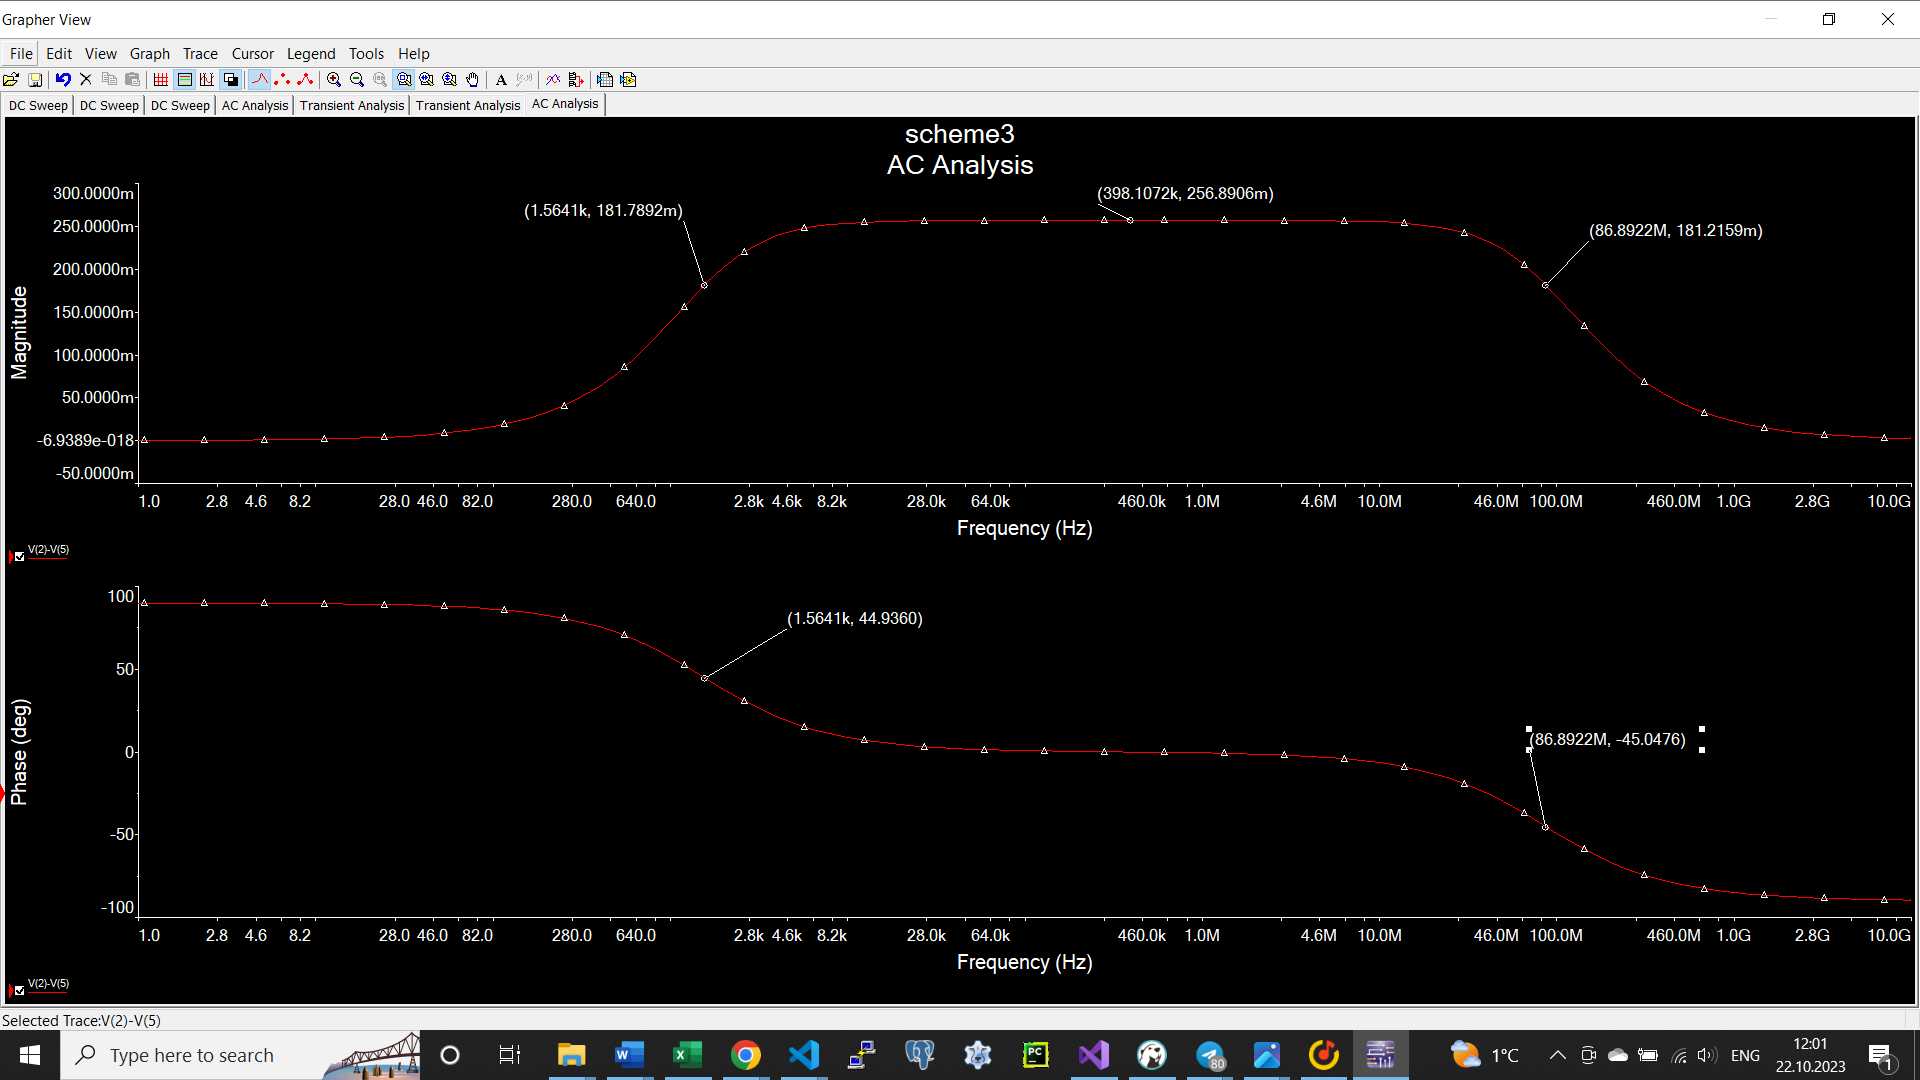 Grapher View
File Edit View Graph Trace Cursor Legend Tools Help
DC Sweep DC Sweep DC Sweep AC Analysis Transient Analysis Transient Analysis AC Analysis
scheme3
AC Analysis
300.0000m
250.0000m
200.0000m
150.0000m
100.0000m
50.0000m
-6.9389e-018
-50.0000m
Magnitude
(1.5641k, 181.7892m)
(398.1072k, 256.8906m)
(86.8922M, 181.2159m)
1.0 2.8 4.6 8.2 28.0 46.0 82.0 280.0 640.0 2.8k 4.6k 8.2k 28.0k 64.0k 460.0k 1.0M 4.6M 10.0M 46.0M 100.0M 460.0M 1.0G 2.8G 10.0G
Frequency (Hz)
V(2)-V(5)
100
50
0
-50
-100
Phase (deg)
(1.5641k, 44.9360)
(86.8922M, -45.0476)
1.0 2.8 4.6 8.2 28.0 46.0 82.0 280.0 640.0 2.8k 4.6k 8.2k 28.0k 64.0k 460.0k 1.0M 4.6M 10.0M 46.0M 100.0M 460.0M 1.0G 2.8G 10.0G
Frequency (Hz)
V(2)-V(5)
Selected Trace:V(2)-V(5)
Type here to search
PC
80
1°C
ENG
12:01
22.10.2023
1